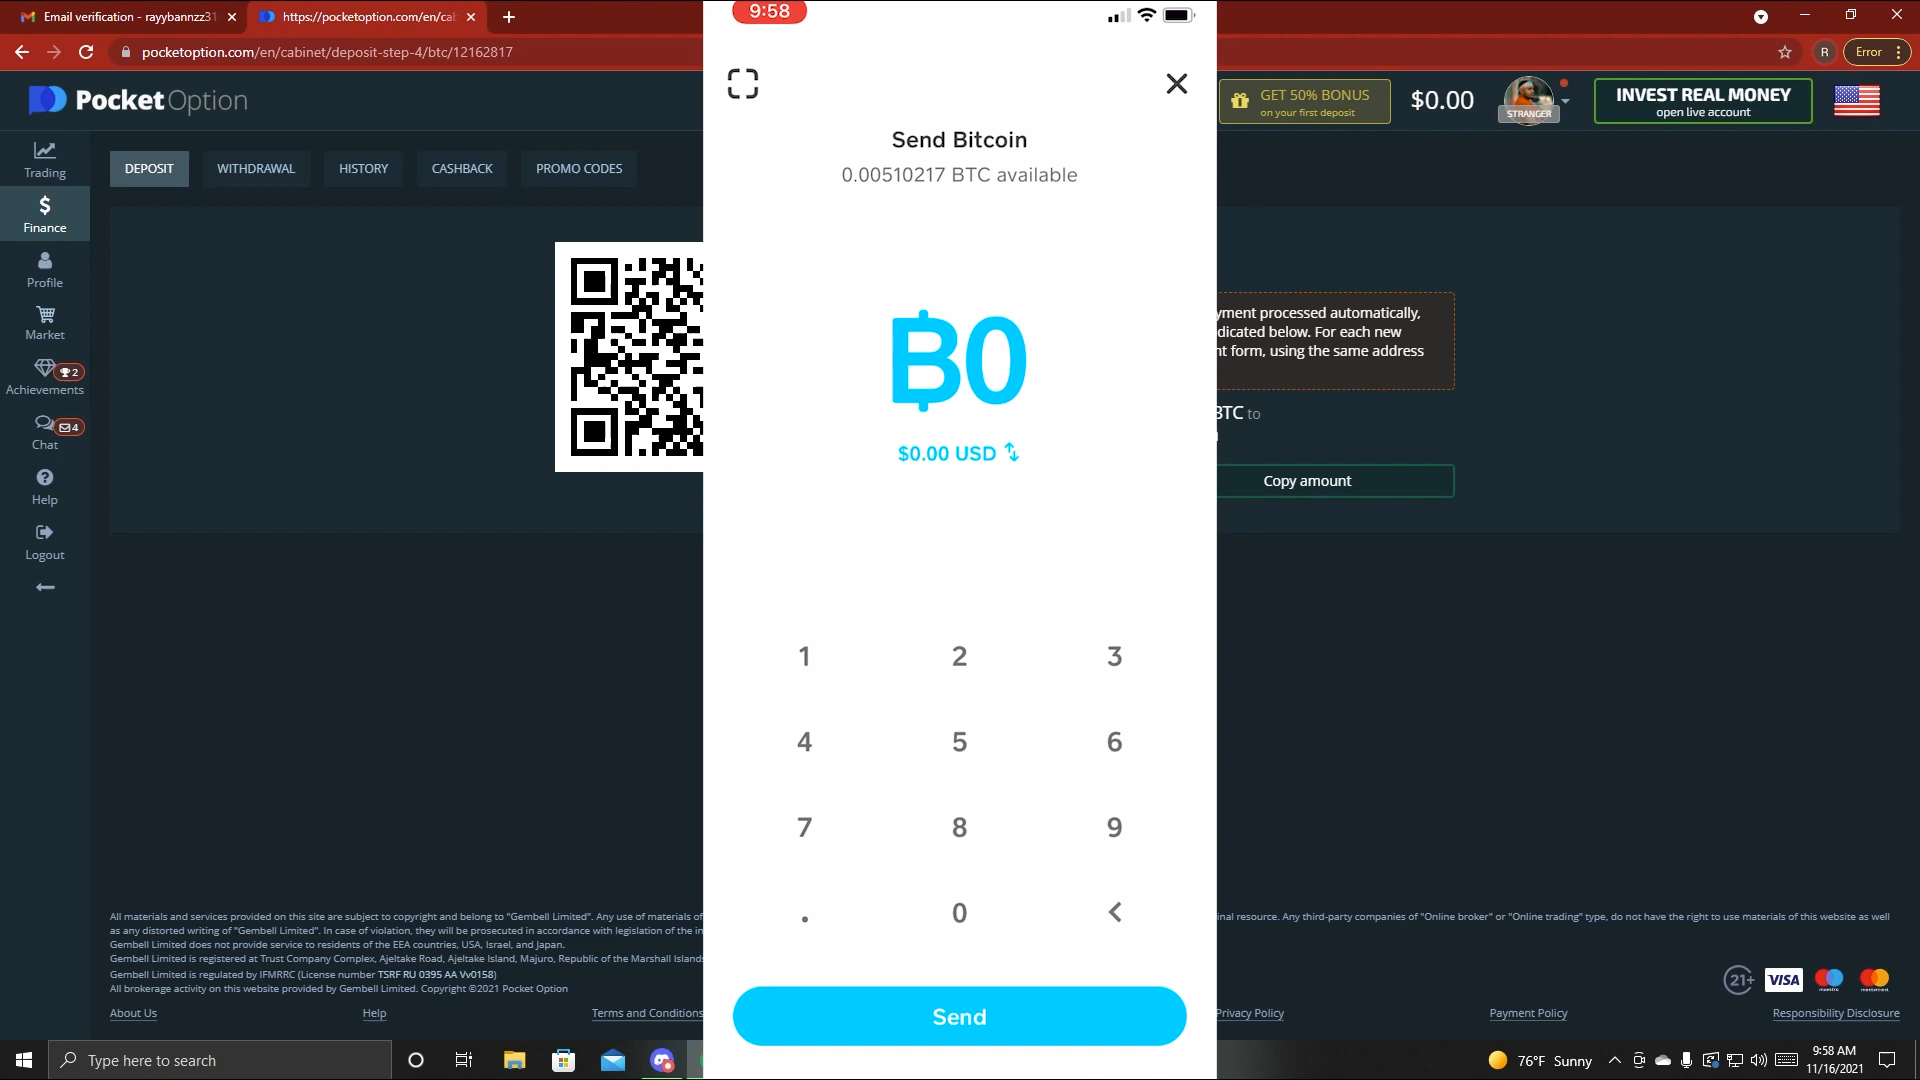 Email verification - rayybannzz31
https://pocketoption.com/en/cab
pocketoption.com/en/cabinet/deposit-step-4/btc/12162817
R
Error
9:58
PocketOption
GET 50% BONUS
on your first deposit
$0.00
STRANGER
INVEST REAL MONEY
open live account
Trading
Finance
Profile
Market
2
Achievements
4
Chat
Help
Logout
DEPOSIT
WITHDRAWAL
HISTORY
CASHBACK
PROMO CODES
Send Bitcoin
0.00510217 BTC available
₿0
$0.00 USD
yment processed automatically,
dicated below. For each new
nt form, using the same address
BTC to
Copy amount
1 2 3
4 5 6
7 8 9
. 0 <
Send
All materials and services provided on this site are subject to copyright and belong to "Gembell Limited". Any use of materials of
inal resource. Any third-party companies of "Online broker" or "Online trading" type, do not have the right to use materials of this website as well
as any distorted writing of "Gembell Limited". In case of violation, they will be prosecuted in accordance with legislation of the in
Gembell Limited does not provide service to residents of the EEA countries, USA, Israel, and Japan.
Gembell Limited is registered at Trust Company Complex, Ajeltake Road, Ajeltake Island, Majuro, Republic of the Marshall Islands
Gembell Limited is regulated by IFMRRC (License number TSRF RU 0395 AA Vv0158)
All brokerage activity on this website provided by Gembell Limited. Copyright ©2021 Pocket Option
21+
VISA
maestro
mastercard
About Us
Help
Terms and Conditions
Privacy Policy
Payment Policy
Responsibility Disclosure
Type here to search
76°F Sunny
9:58 AM
11/16/2021